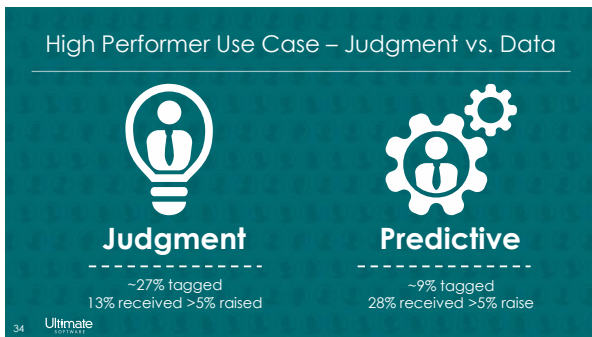 High Performer Use Case – Judgment vs. Data
Judgment
~27% tagged
13% received >5% raised
Predictive
~9% tagged
28% received >5% raise
34
Ultimate
SOFTWARE